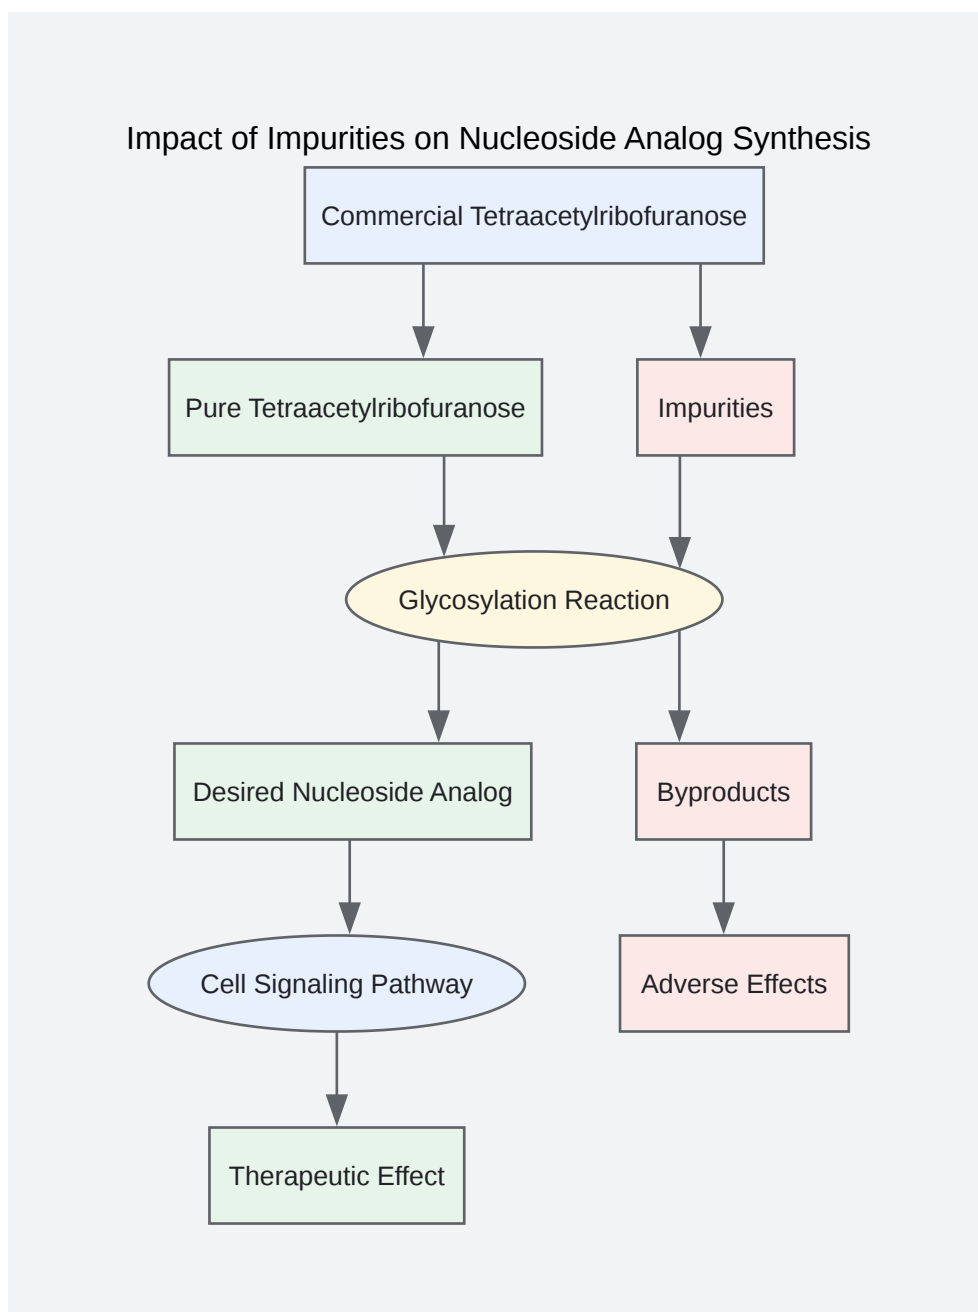 Impact of Impurities on Nucleoside Analog Synthesis
Commercial Tetraacetylribofuranose
Pure Tetraacetylribofuranose
Impurities
Glycosylation Reaction
Desired Nucleoside Analog
Byproducts
Cell Signaling Pathway
Adverse Effects
Therapeutic Effect